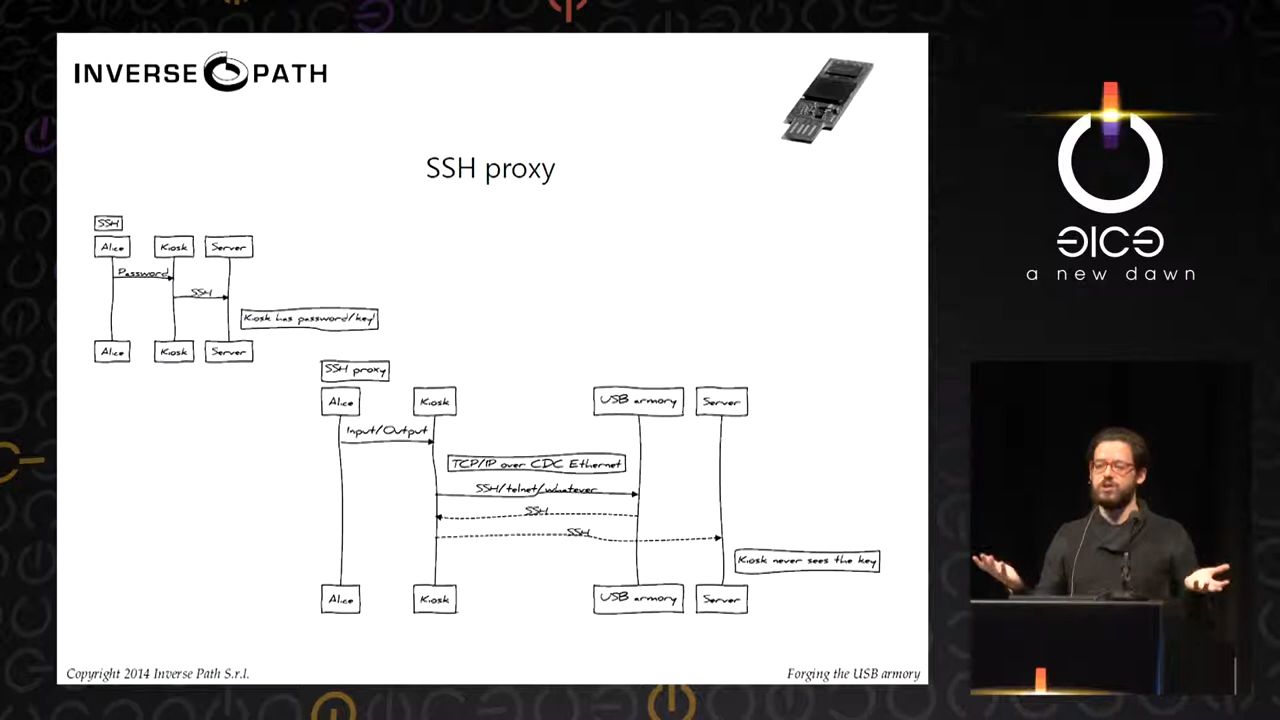 INVERSE PATH
SSH proxy
SSH
Alice Kiosk Server
Password
SSH
Kiosk has password/key!
Alice Kiosk Server
SSH proxy
Alice Kiosk USB armory Server
Input/Output
TCP/IP over CDC Ethernet
SSH/telnet/whatever
SSH
SSH
Kiosk never sees the key
Alice Kiosk USB armory Server
Copyright 2014 Inverse Path S.r.l.
Forging the USB armory
31C3
a new dawn